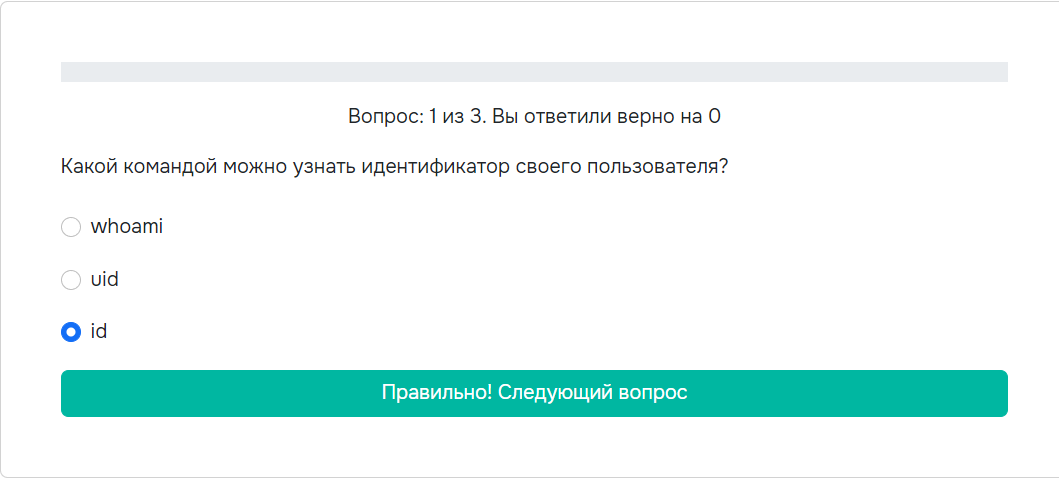 Вопрос: 1 из 3. Вы ответили верно на 0
Какой командой можно узнать идентификатор своего пользователя?
whoami
uid
id
Правильно! Следующий вопрос